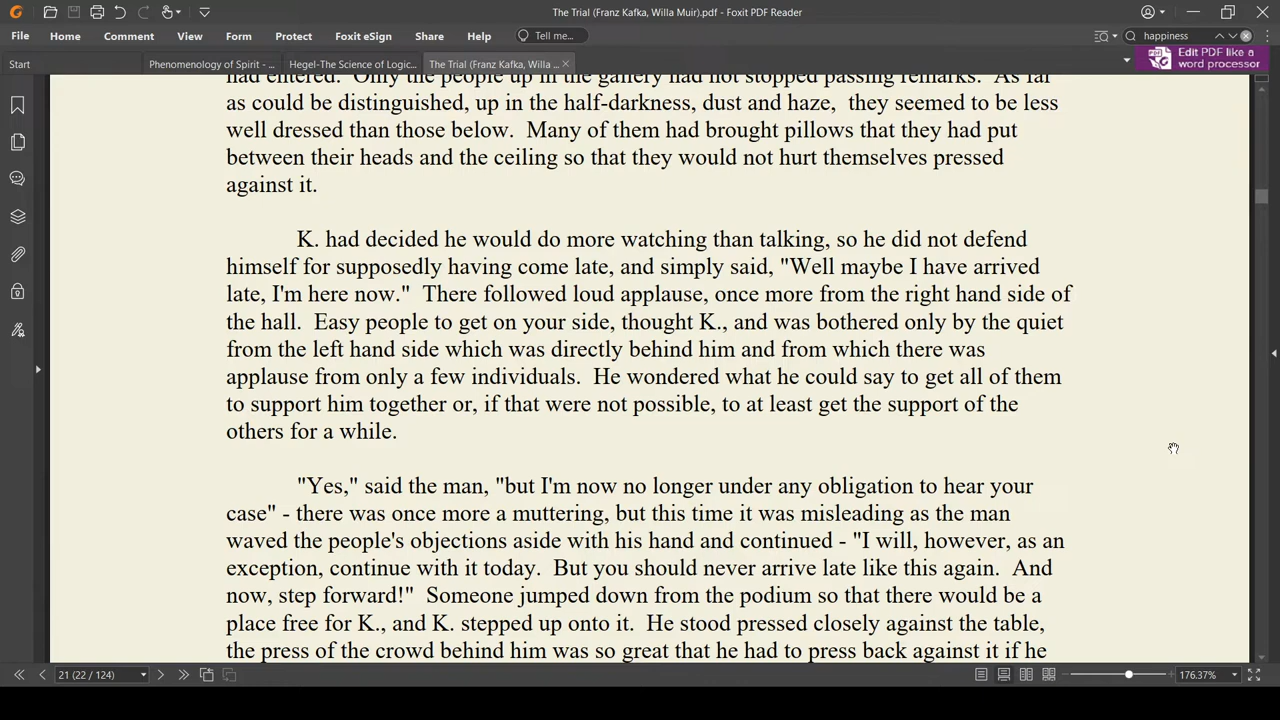 The Trial (Franz Kafka, Willa Muir).pdf - Foxit PDF Reader
File Home Comment View Form Protect Foxit eSign Share Help Tell me... happiness
Start Phenomenology of Spirit - ... Hegel-The Science of Logic... The Trial (Franz Kafka, Willa ... Edit PDF like a
word processor
had entered. Only the people up in the gallery had not stopped passing remarks. As far
as could be distinguished, up in the half-darkness, dust and haze, they seemed to be less
well dressed than those below. Many of them had brought pillows that they had put
between their heads and the ceiling so that they would not hurt themselves pressed
against it.
K. had decided he would do more watching than talking, so he did not defend
himself for supposedly having come late, and simply said, "Well maybe I have arrived
late, I'm here now." There followed loud applause, once more from the right hand side of
the hall. Easy people to get on your side, thought K., and was bothered only by the quiet
from the left hand side which was directly behind him and from which there was
applause from only a few individuals. He wondered what he could say to get all of them
to support him together or, if that were not possible, to at least get the support of the
others for a while.
"Yes," said the man, "but I'm now no longer under any obligation to hear your
case" - there was once more a muttering, but this time it was misleading as the man
waved the people's objections aside with his hand and continued - "I will, however, as an
exception, continue with it today. But you should never arrive late like this again. And
now, step forward!" Someone jumped down from the podium so that there would be a
place free for K., and K. stepped up onto it. He stood pressed closely against the table,
the press of the crowd behind him was so great that he had to press back against it if he
21 (22 / 124) 176.37%